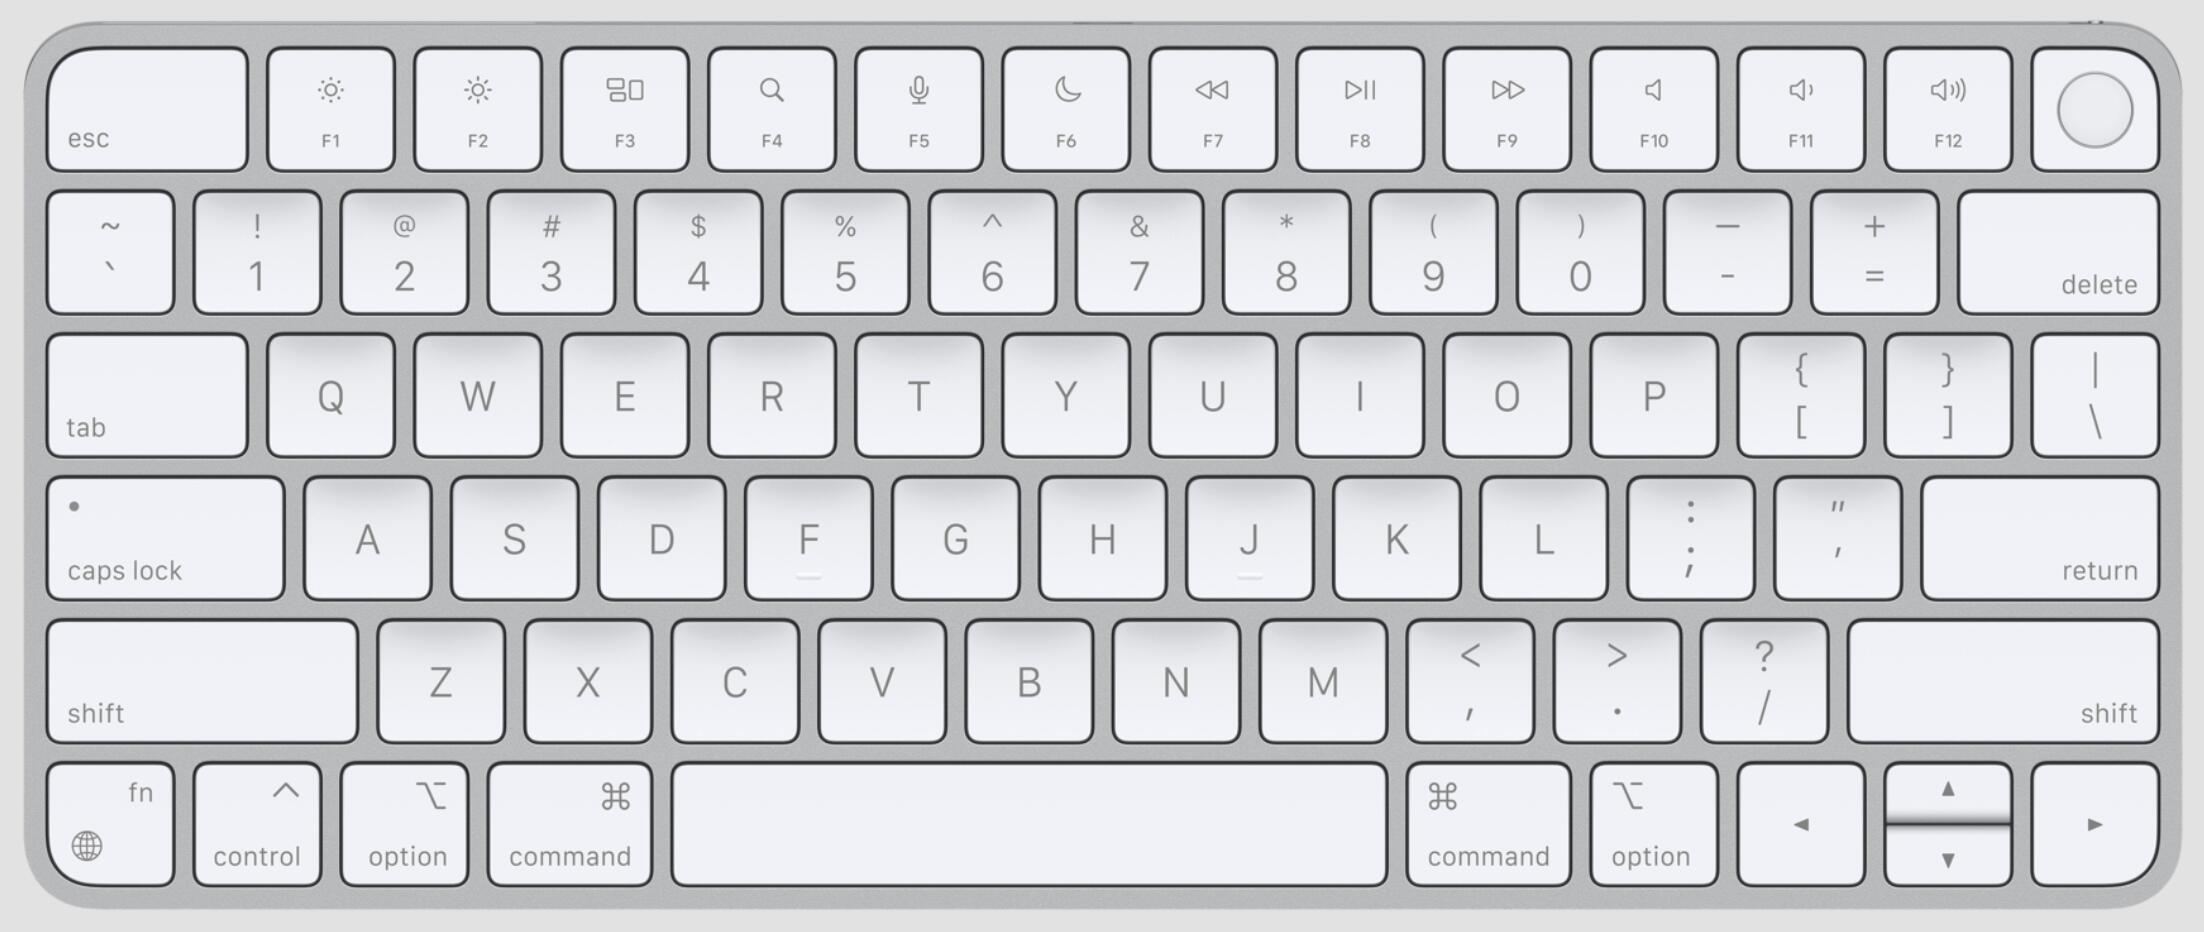 esc F1 F2 F3 F4 F5 F6 F7 F8 F9 F10 F11 F12
~ ! @ # $ % ^ & * ( ) — +
` 1 2 3 4 5 6 7 8 9 0 - = delete
tab Q W E R T Y U I O P { [ } ] | \
caps lock A S D F G H J K L : ; " ' return
shift Z X C V B N M < , > . ? / shift
fn control ⌥ option ⌘ command ⌘ command ⌥ option ◄ ▲ ▼ ►